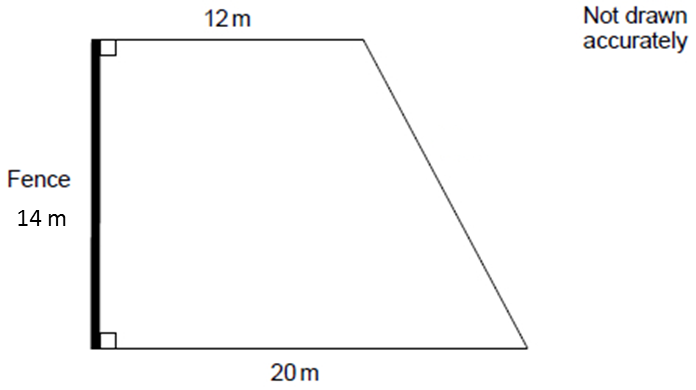 12 m
Not drawn
accurately
Fence
14 m
20 m